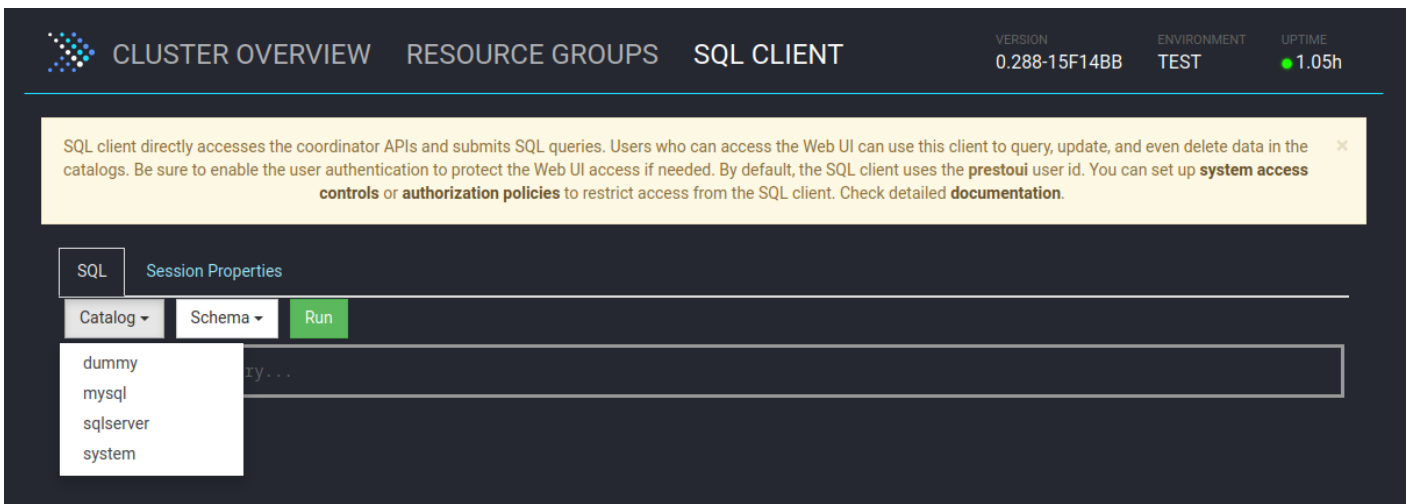 CLUSTER OVERVIEW RESOURCE GROUPS SQL CLIENT
VERSION ENVIRONMENT UPTIME
0.288-15F14BB TEST 1.05h
SQL client directly accesses the coordinator APIs and submits SQL queries. Users who can access the Web UI can use this client to query, update, and even delete data in the ×
catalogs. Be sure to enable the user authentication to protect the Web UI access if needed. By default, the SQL client uses the prestoui user id. You can set up system access
controls or authorization policies to restrict access from the SQL client. Check detailed documentation.
SQL Session Properties
Catalog Schema Run
ry...
dummy
mysql
sqlserver
system